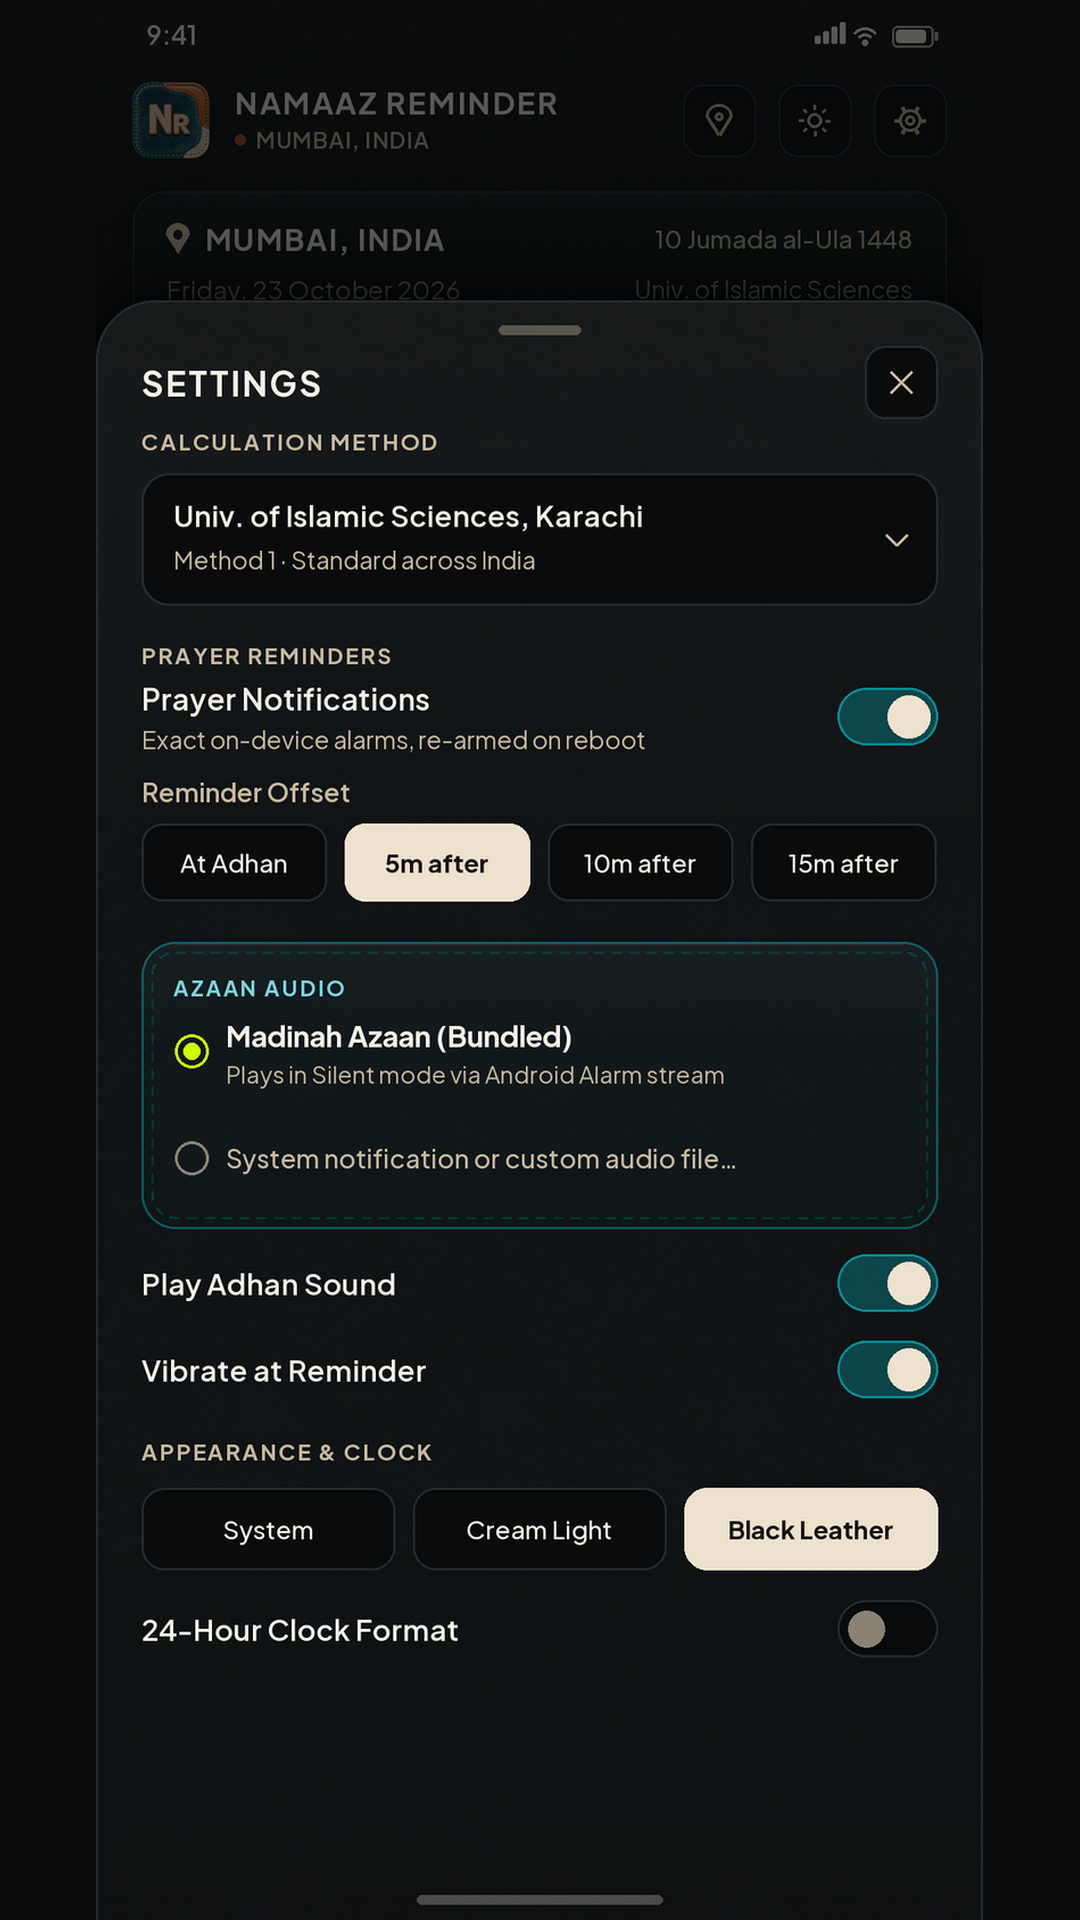 9:41
NR
NAMAAZ REMINDER
MUMBAI, INDIA
MUMBAI, INDIA
10 Jumada al-Ula 1448
Friday, 23 October 2026
Univ. of Islamic Sciences
SETTINGS
CALCULATION METHOD
Univ. of Islamic Sciences, Karachi
Method 1 · Standard across India
PRAYER REMINDERS
Prayer Notifications
Exact on-device alarms, re-armed on reboot
Reminder Offset
At Adhan
5m after
10m after
15m after
AZAAN AUDIO
Madinah Azaan (Bundled)
Plays in Silent mode via Android Alarm stream
System notification or custom audio file...
Play Adhan Sound
Vibrate at Reminder
APPEARANCE & CLOCK
System
Cream Light
Black Leather
24-Hour Clock Format